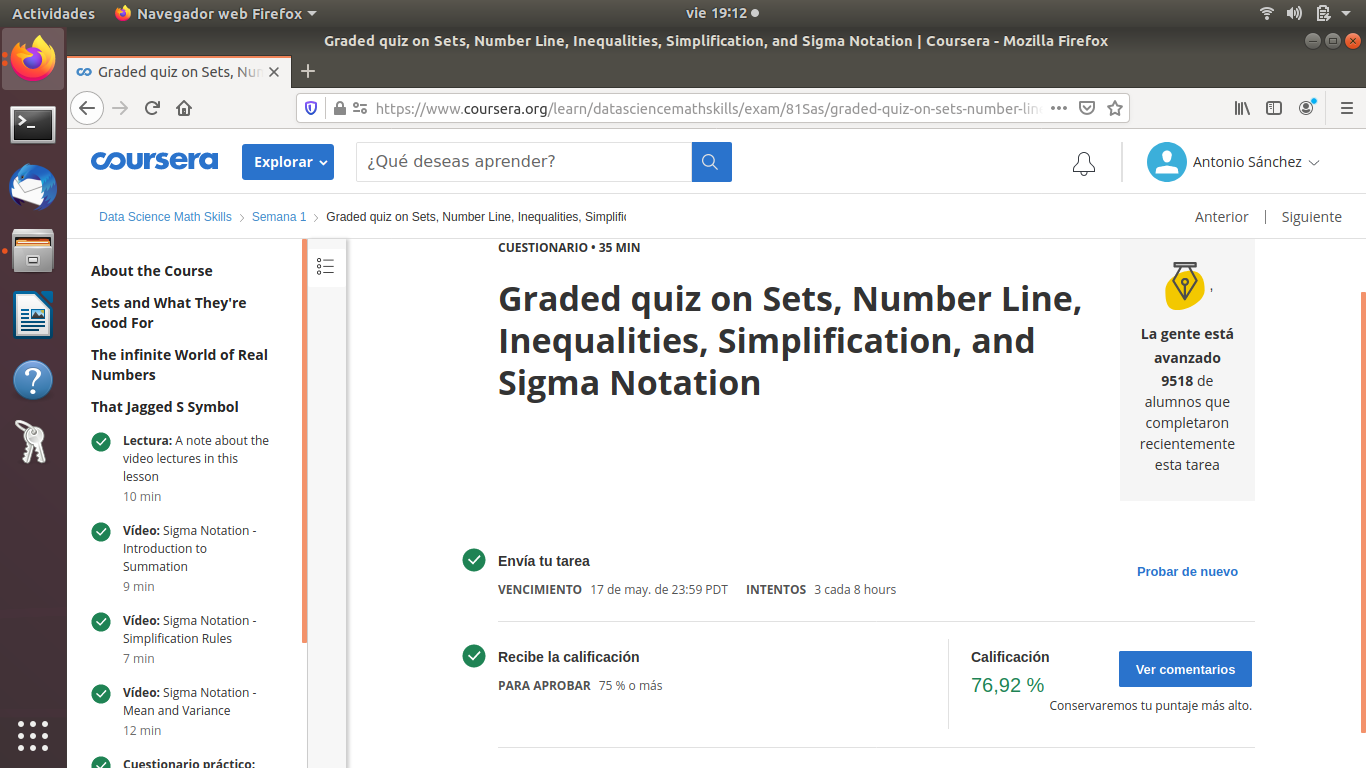 Actividades
Navegador web Firefox
vie 19:12
Graded quiz on Sets, Number Line, Inequalities, Simplification, and Sigma Notation | Coursera - Mozilla Firefox
Graded quiz on Sets, Nun
https://www.coursera.org/learn/datasciencemathskills/exam/81Sas/graded-quiz-on-sets-number-line
coursera
Explorar
¿Qué deseas aprender?
Antonio Sánchez
Data Science Math Skills
Semana 1
Graded quiz on Sets, Number Line, Inequalities, Simplific
Anterior | Siguiente
About the Course
Sets and What They're
Good For
The infinite World of Real
Numbers
That Jagged S Symbol
Lectura: A note about the
video lectures in this
lesson
10 min
Vídeo: Sigma Notation -
Introduction to
Summation
9 min
Vídeo: Sigma Notation -
Simplification Rules
7 min
Vídeo: Sigma Notation -
Mean and Variance
12 min
Cuestionario práctico:
CUESTIONARIO • 35 MIN
Graded quiz on Sets, Number Line,
Inequalities, Simplification, and
Sigma Notation
,
La gente está
avanzado
9518 de
alumnos que
completaron
recientemente
esta tarea
Envía tu tarea
VENCIMIENTO 17 de may. de 23:59 PDT INTENTOS 3 cada 8 hours
Probar de nuevo
Recibe la calificación
PARA APROBAR 75 % o más
Calificación
76,92 %
Ver comentarios
Conservaremos tu puntaje más alto.